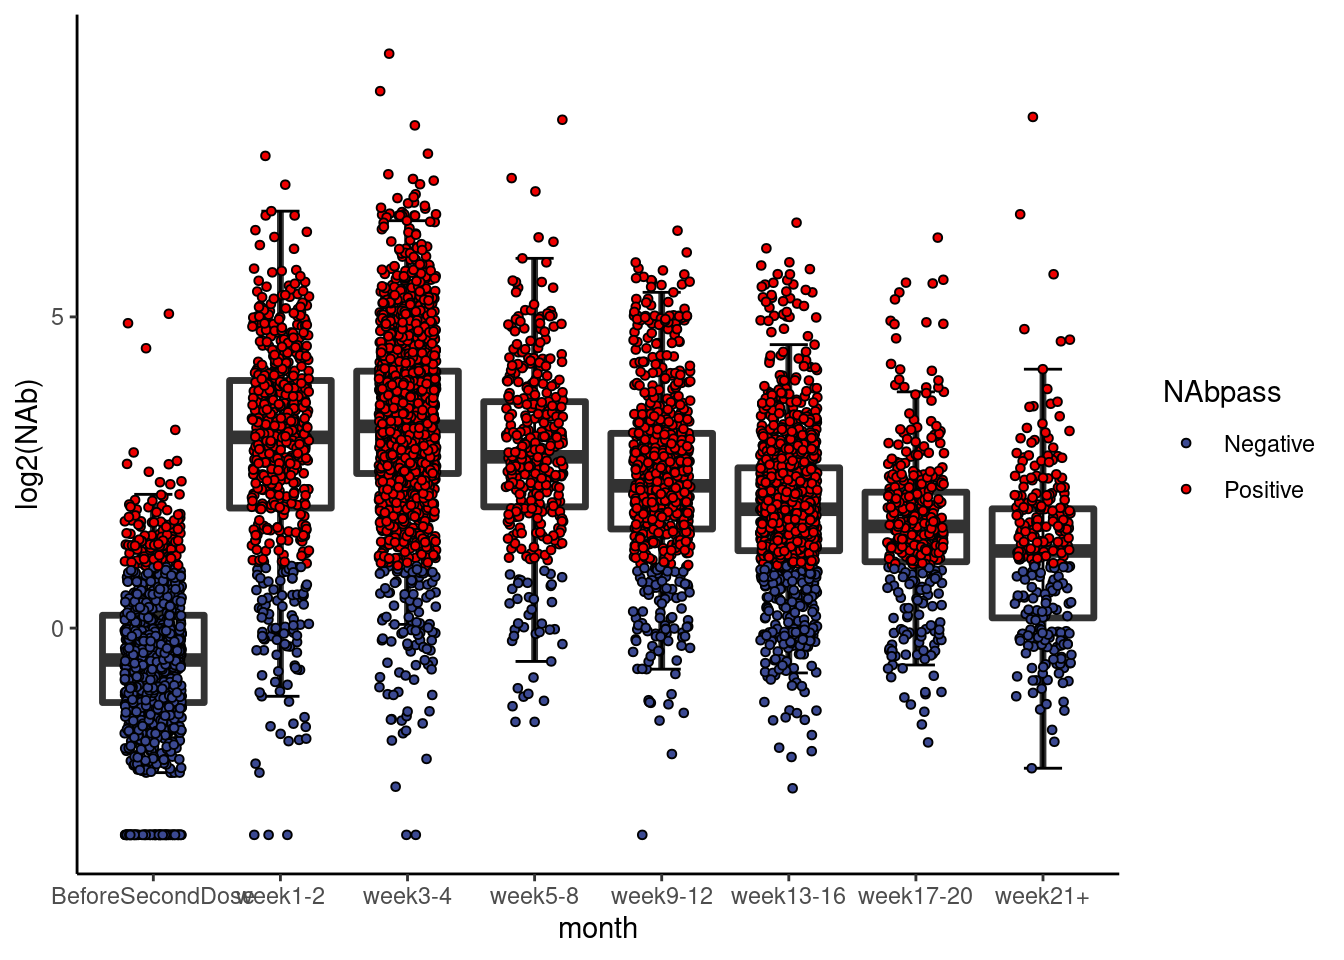 log2(NAb)
5
0
BeforeSecondDose
week1-2
week3-4
week5-8
week9-12
week13-16
week17-20
week21+
month
NAbpass
Negative
Positive